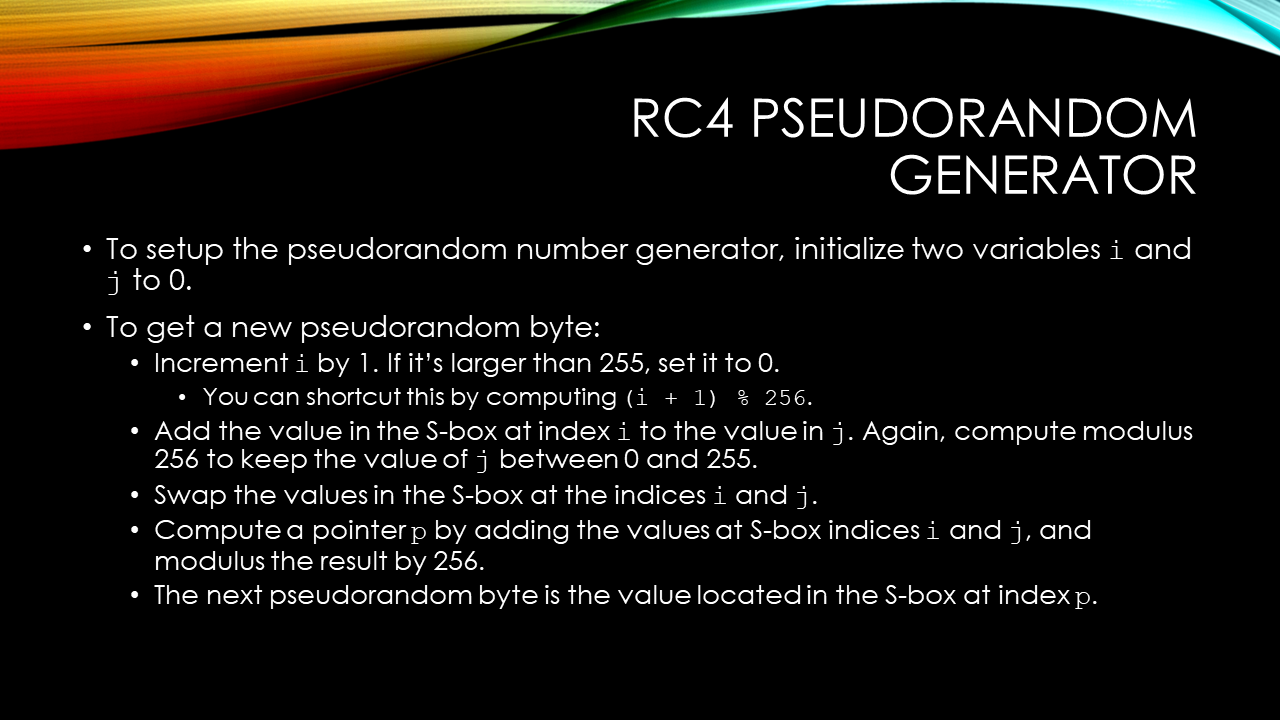 RC4 PSEUDORANDOM
GENERATOR
• To setup the pseudorandom number generator, initialize two variables i and
j to 0.
• To get a new pseudorandom byte:
• Increment i by 1. If it’s larger than 255, set it to 0.
• You can shortcut this by computing (i + 1) % 256.
• Add the value in the S-box at index i to the value in j. Again, compute modulus
256 to keep the value of j between 0 and 255.
• Swap the values in the S-box at the indices i and j.
• Compute a pointer p by adding the values at S-box indices i and j, and
modulus the result by 256.
• The next pseudorandom byte is the value located in the S-box at index p.